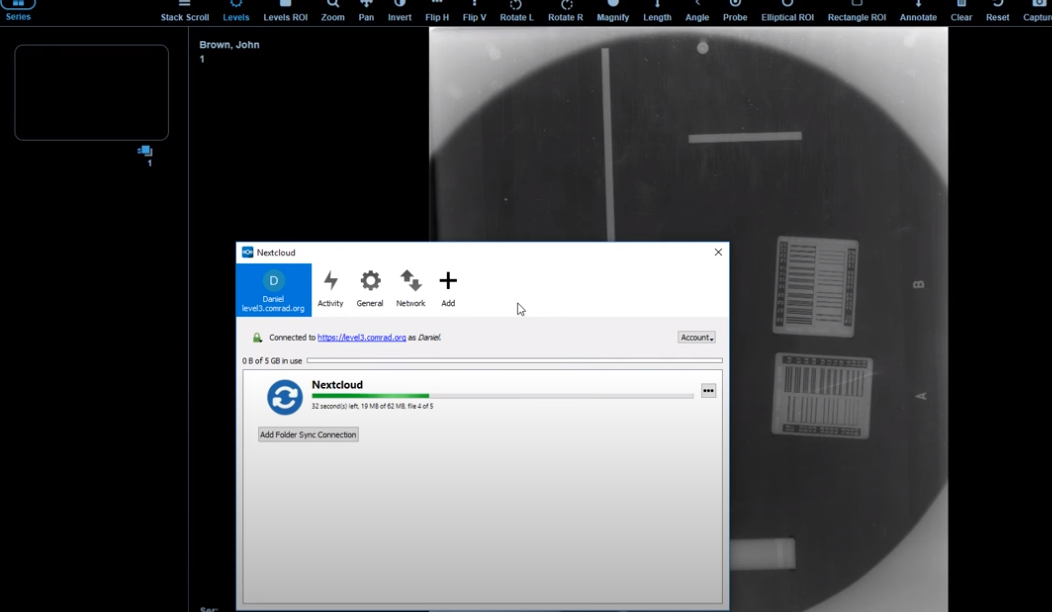 Series
Stack Scroll Levels Levels ROI Zoom Pan Invert Flip H Flip V Rotate L Rotate R Magnify Length Angle Probe Elliptical ROI Rectangle ROI Annotate Clear Reset Captur
Brown, John
1
1
B
A
Nextcloud
D
Daniel
level3.comrad.org
Activity General Network Add
Connected to https://level3.comrad.org as Daniel.
Account
0 B of 5 GB in use
Nextcloud
32 second(s) left, 19 MB of 62 MB, file 4 of 5
Add Folder Sync Connection
Ser: